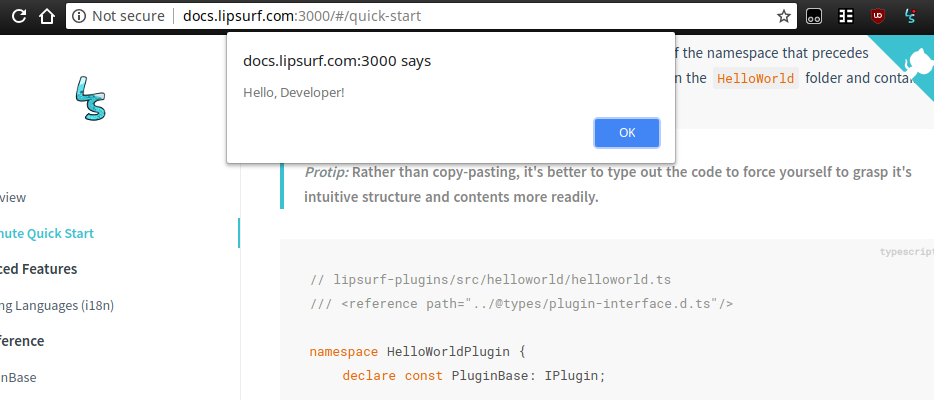 Not secure | docs.lipsurf.com:3000/#/quick-start
docs.lipsurf.com:3000 says
Hello, Developer!
OK
f the namespace that precedes
n the HelloWorld folder and contai
Protip: Rather than copy-pasting, it's better to type out the code to force yourself to grasp it's
intuitive structure and contents more readily.
view
nute Quick Start
ced Features
ng Languages (i18n)
ference
nBase
typescript
// lipsurf-plugins/src/helloworld/helloworld.ts
/// <reference path="../@types/plugin-interface.d.ts"/>
namespace HelloWorldPlugin {
declare const PluginBase: IPlugin;